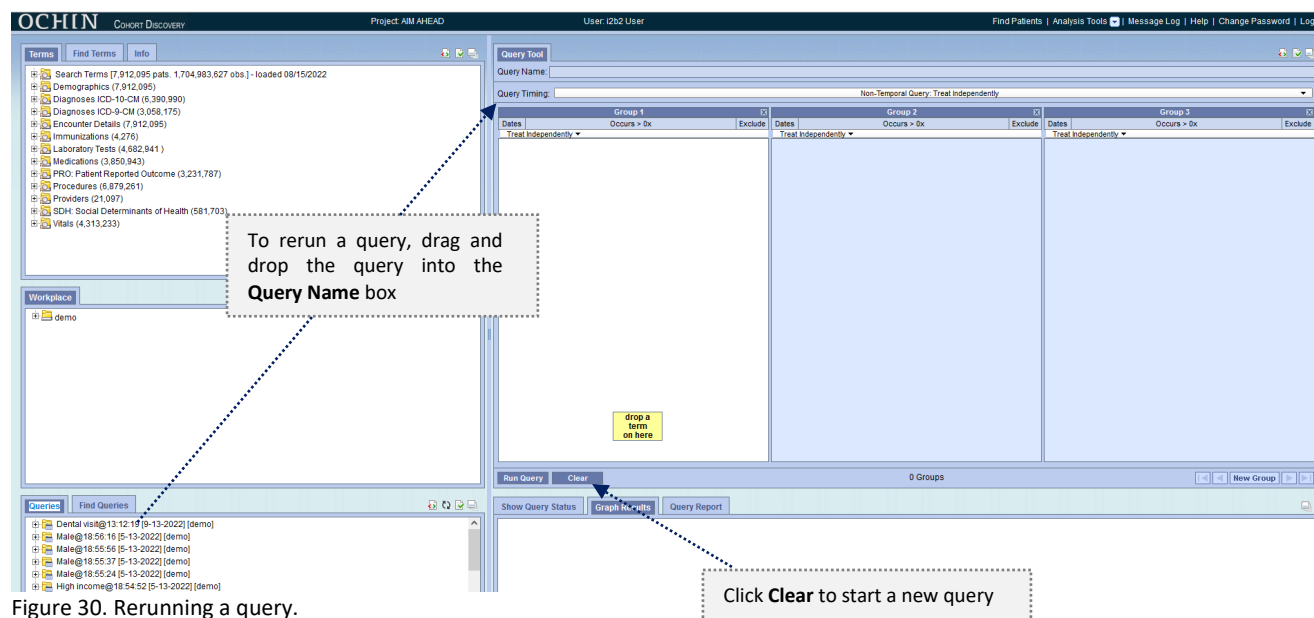 OCHIN COHORT DISCOVERY Project: AIM AHEAD User: i2b2 User Find Patients | Analysis Tools | Message Log | Help | Change Password | Log
Terms Find Terms Info
Search Terms [7,912,095 pats. 1,704,983,627 obs.] - loaded 08/15/2022
Demographics (7,912,095)
Diagnoses ICD-10-CM (6,390,990)
Diagnoses ICD-9-CM (3,058,175)
Encounter Details (7,912,095)
Immunizations (4,276)
Laboratory Tests (4,682,941 )
Medications (3,850,943)
PRO: Patient Reported Outcome (3,231,787)
Procedures (6,879,261)
Providers (21,097)
SDH: Social Determinants of Health (581,703)
Vitals (4,313,233)
To rerun a query, drag and
drop the query into the
Query Name box
Workplace
demo
Queries Find Queries
Dental visit@13:12:19 [9-13-2022] [demo]
Male@18:56:16 [5-13-2022] [demo]
Male@18:55:56 [5-13-2022] [demo]
Male@18:55:37 [5-13-2022] [demo]
Male@18:55:24 [5-13-2022] [demo]
High income@18:54:52 [5-13-2022] [demo]
Query Tool
Query Name:
Query Timing: Non-Temporal Query: Treat Independently
Group 1 X Group 2 X Group 3 X
Dates Occurs > 0x Exclude Dates Occurs > 0x Exclude Dates Occurs > 0x Exclude
Treat Independently Treat Independently Treat Independently
drop a
term
on here
Run Query Clear 0 Groups New Group
Show Query Status Graph Results Query Report
Click Clear to start a new query
Figure 30. Rerunning a query.